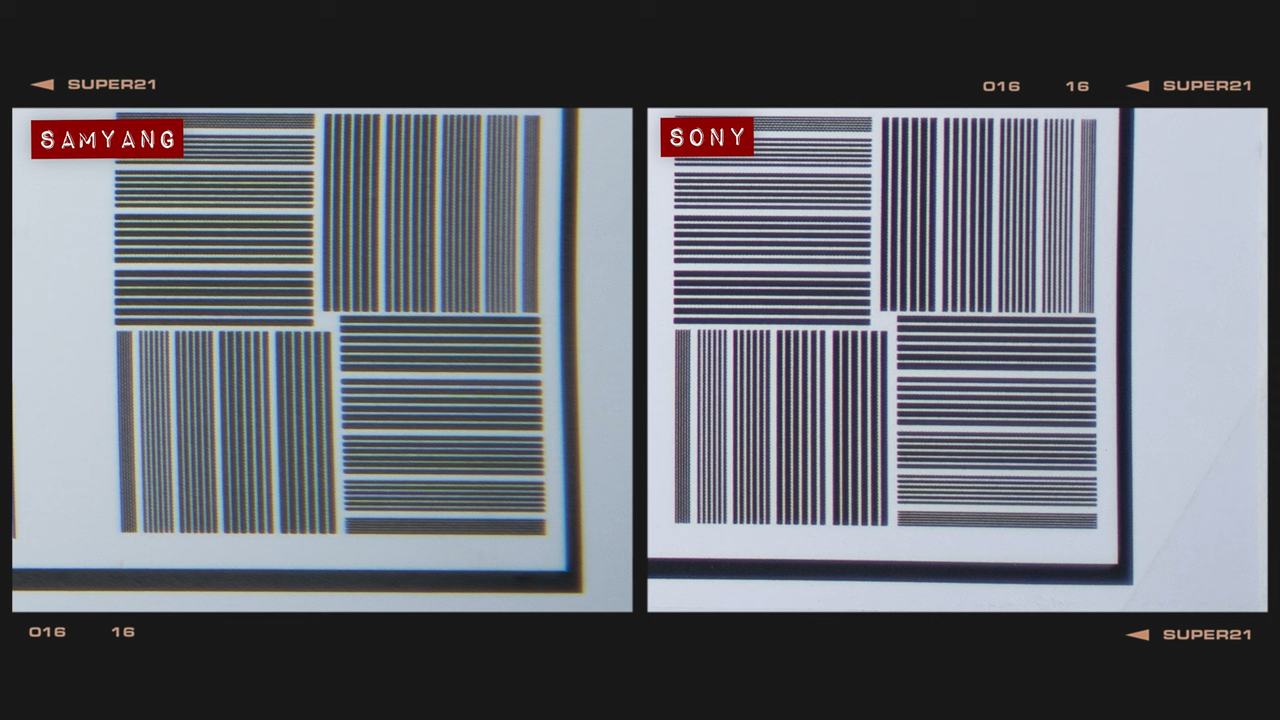 SUPER21
016 16 SUPER21
SAMYANG
SONY
016 16
SUPER21